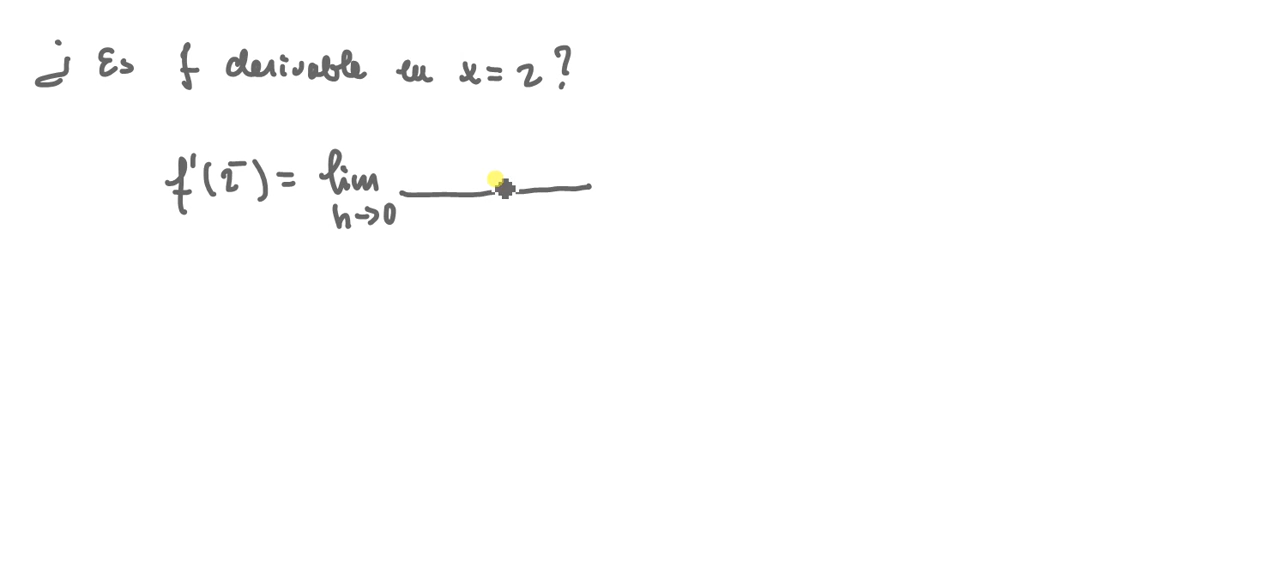 ¿ Es f derivable en x = 2 ?
f'(2⁻) = lim
h→0